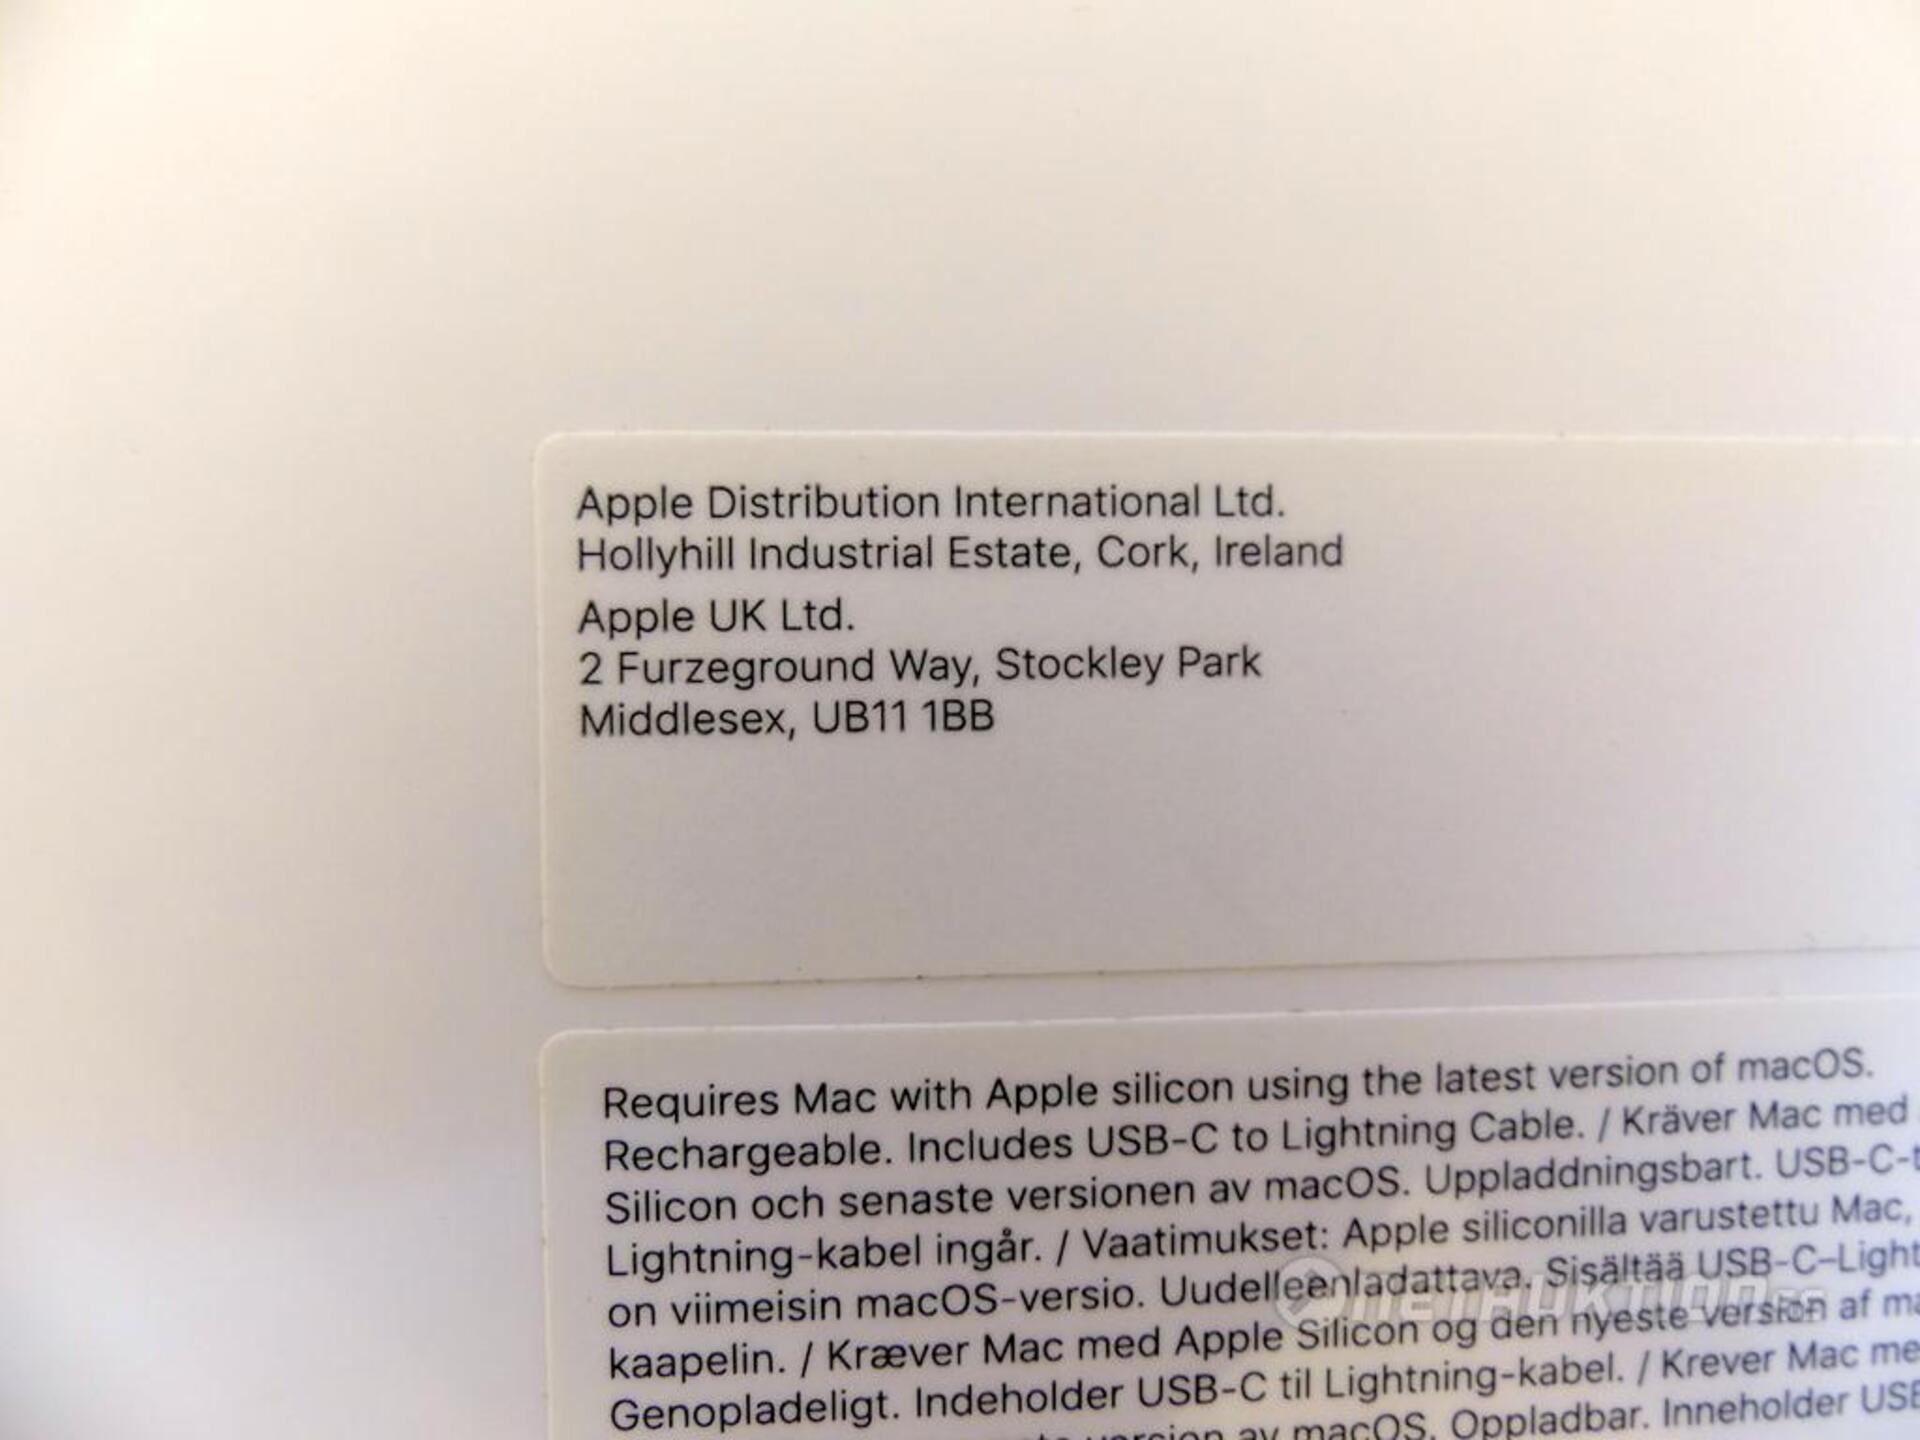 Apple Distribution International Ltd.
Hollyhill Industrial Estate, Cork, Ireland
Apple UK Ltd.
2 Furzeground Way, Stockley Park
Middlesex, UB11 1BB
Requires Mac with Apple silicon using the latest version of macOS.
Rechargeable. Includes USB-C to Lightning Cable. / Kräver Mac med
Silicon och senaste versionen av macOS. Uppladdningsbart. USB-C-t
Lightning-kabel ingår. / Vaatimukset: Apple siliconilla varustettu Mac,
on viimeisin macOS-versio. Uudelleenladattava. Sisältää USB-C-Light
kaapelin. / Kræver Mac med Apple Silicon og den nyeste version af ma
Genopladeligt. Indeholder USB-C til Lightning-kabel. / Krever Mac me
version av macOS. Oppladbar. Inneholder USB